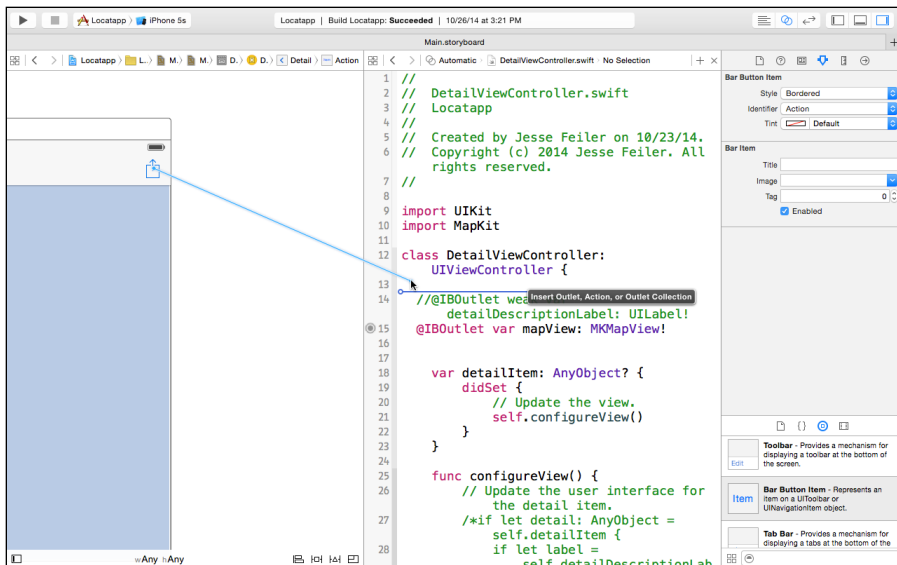 Locatapp iPhone 5s
Locatapp | Build Locatapp: Succeeded | 10/26/14 at 3:21 PM
Main.storyboard
Locatapp L...) M...) M...) D...) D...) Detail Action
Automatic DetailViewController.swift No Selection
1 //
2 // DetailViewController.swift
3 // Locatapp
4 //
5 // Created by Jesse Feiler on 10/23/14.
6 // Copyright (c) 2014 Jesse Feiler. All
rights reserved.
7 //
8
9 import UIKit
10 import MapKit
11
12 class DetailViewController:
UIViewController {
13
Insert Outlet, Action, or Outlet Collection
14 //@IBOutlet wea
detailDescriptionLabel: UILabel!
15 @IBOutlet var mapView: MKMapView!
16
17
18 var detailItem: AnyObject? {
19 didSet {
20 // Update the view.
21 self.configureView()
22 }
23 }
24
25 func configureView() {
26 // Update the user interface for
the detail item.
27 /*if let detail: AnyObject =
self.detailItem {
28 if let label =
self.detailDescriptionLab
wAny hAny
Bar Button Item
Style Bordered
Identifier Action
Tint Default
Bar Item
Title
Image
Tag 0
Enabled
Toolbar - Provides a mechanism for
displaying a toolbar at the bottom of
the screen.
Edit
Bar Button Item - Represents an
item on a UIToolbar or
UINavigationItem object.
Item
Tab Bar - Provides a mechanism for
displaying a tabs at the bottom of the